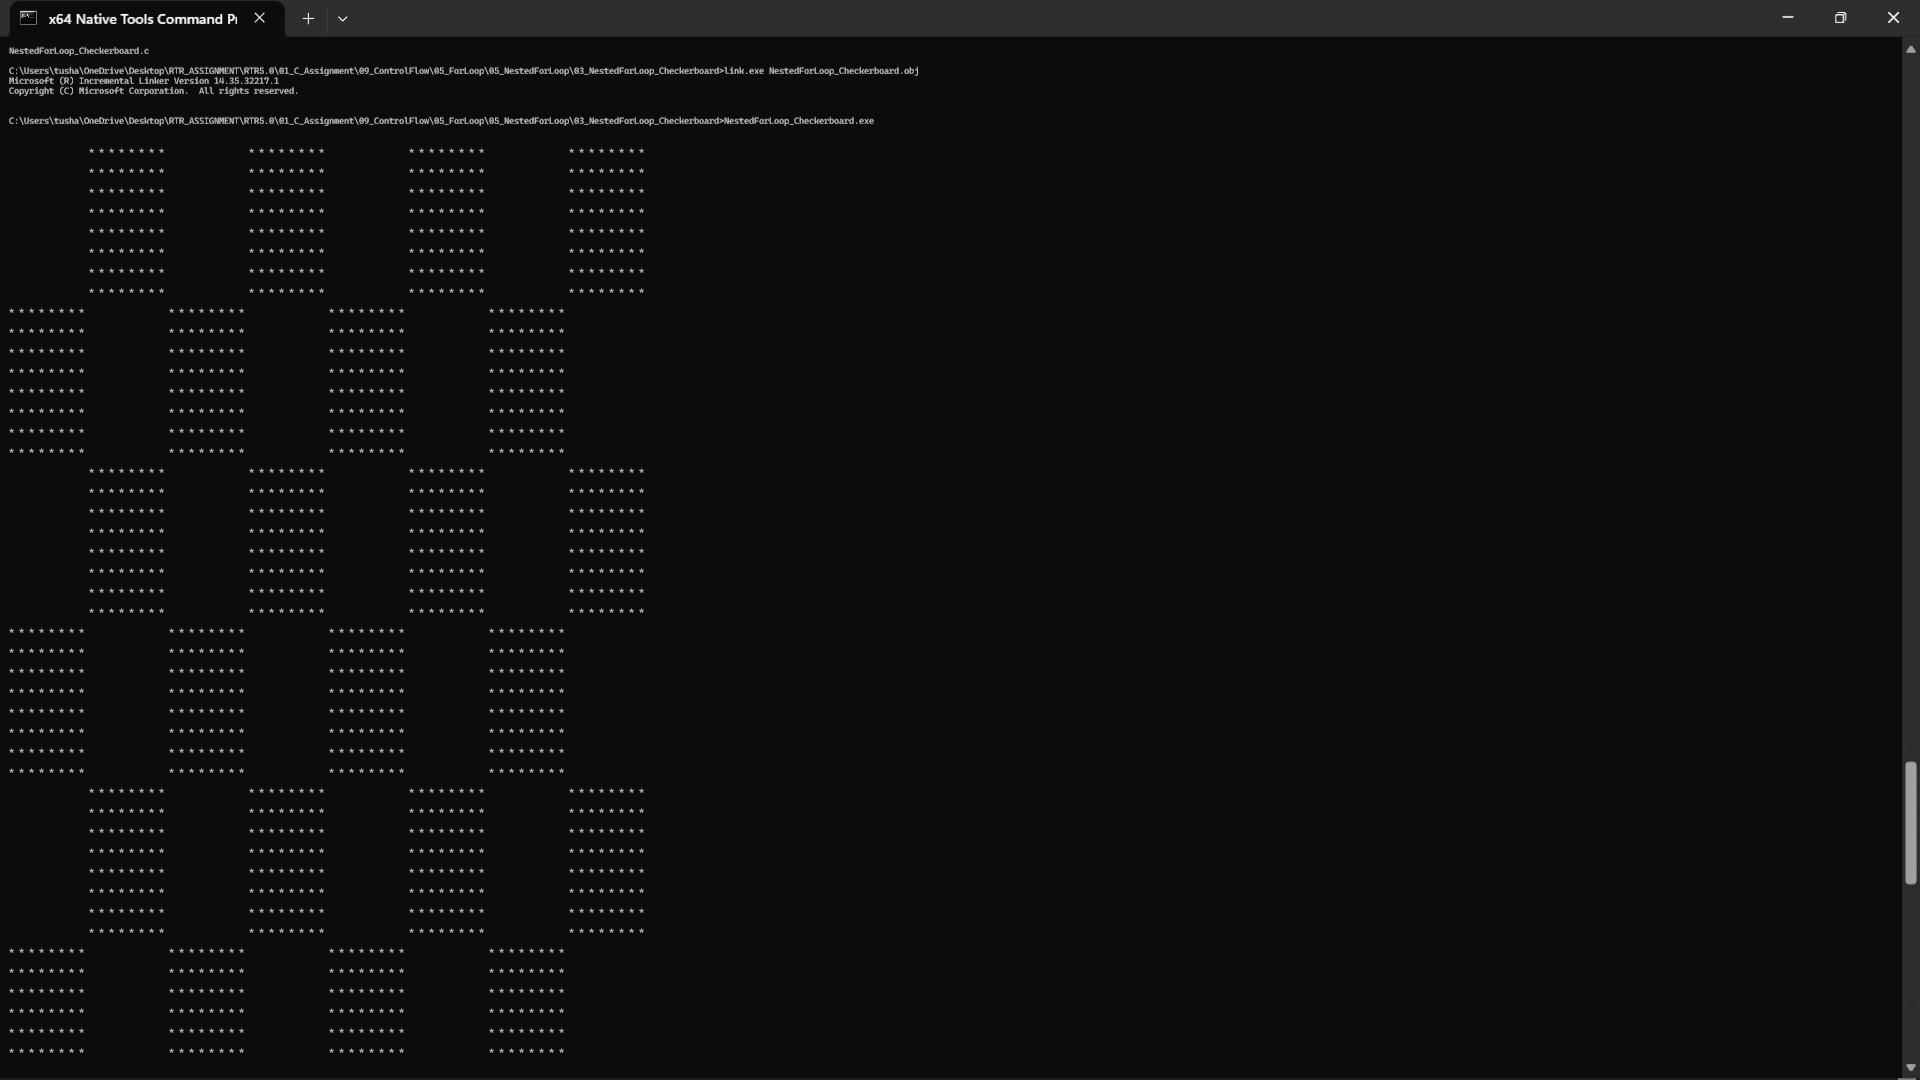 x64 Native Tools Command P
NestedForLoop_Checkerboard.c
C:\Users\tusha\OneDrive\Desktop\RTR_ASSIGNMENT\RTR5.0\01_C_Assignment\09_ControlFlow\05_ForLoop\05_NestedForLoop\03_NestedForLoop_Checkerboard>link.exe NestedForLoop_Checkerboard.obj
Microsoft (R) Incremental Linker Version 14.35.32217.1
Copyright (C) Microsoft Corporation.  All rights reserved.
C:\Users\tusha\OneDrive\Desktop\RTR_ASSIGNMENT\RTR5.0\01_C_Assignment\09_ControlFlow\05_ForLoop\05_NestedForLoop\03_NestedForLoop_Checkerboard>NestedForLoop_Checkerboard.exe
                * * * * * * * *                 * * * * * * * *                 * * * * * * * *                 * * * * * * * *
                * * * * * * * *                 * * * * * * * *                 * * * * * * * *                 * * * * * * * *
                * * * * * * * *                 * * * * * * * *                 * * * * * * * *                 * * * * * * * *
                * * * * * * * *                 * * * * * * * *                 * * * * * * * *                 * * * * * * * *
                * * * * * * * *                 * * * * * * * *                 * * * * * * * *                 * * * * * * * *
                * * * * * * * *                 * * * * * * * *                 * * * * * * * *                 * * * * * * * *
                * * * * * * * *                 * * * * * * * *                 * * * * * * * *                 * * * * * * * *
                * * * * * * * *                 * * * * * * * *                 * * * * * * * *                 * * * * * * * *
* * * * * * * *                 * * * * * * * *                 * * * * * * * *                 * * * * * * * *
* * * * * * * *                 * * * * * * * *                 * * * * * * * *                 * * * * * * * *
* * * * * * * *                 * * * * * * * *                 * * * * * * * *                 * * * * * * * *
* * * * * * * *                 * * * * * * * *                 * * * * * * * *                 * * * * * * * *
* * * * * * * *                 * * * * * * * *                 * * * * * * * *                 * * * * * * * *
* * * * * * * *                 * * * * * * * *                 * * * * * * * *                 * * * * * * * *
* * * * * * * *                 * * * * * * * *                 * * * * * * * *                 * * * * * * * *
* * * * * * * *                 * * * * * * * *                 * * * * * * * *                 * * * * * * * *
                * * * * * * * *                 * * * * * * * *                 * * * * * * * *                 * * * * * * * *
                * * * * * * * *                 * * * * * * * *                 * * * * * * * *                 * * * * * * * *
                * * * * * * * *                 * * * * * * * *                 * * * * * * * *                 * * * * * * * *
                * * * * * * * *                 * * * * * * * *                 * * * * * * * *                 * * * * * * * *
                * * * * * * * *                 * * * * * * * *                 * * * * * * * *                 * * * * * * * *
                * * * * * * * *                 * * * * * * * *                 * * * * * * * *                 * * * * * * * *
                * * * * * * * *                 * * * * * * * *                 * * * * * * * *                 * * * * * * * *
                * * * * * * * *                 * * * * * * * *                 * * * * * * * *                 * * * * * * * *
* * * * * * * *                 * * * * * * * *                 * * * * * * * *                 * * * * * * * *
* * * * * * * *                 * * * * * * * *                 * * * * * * * *                 * * * * * * * *
* * * * * * * *                 * * * * * * * *                 * * * * * * * *                 * * * * * * * *
* * * * * * * *                 * * * * * * * *                 * * * * * * * *                 * * * * * * * *
* * * * * * * *                 * * * * * * * *                 * * * * * * * *                 * * * * * * * *
* * * * * * * *                 * * * * * * * *                 * * * * * * * *                 * * * * * * * *
* * * * * * * *                 * * * * * * * *                 * * * * * * * *                 * * * * * * * *
* * * * * * * *                 * * * * * * * *                 * * * * * * * *                 * * * * * * * *
                * * * * * * * *                 * * * * * * * *                 * * * * * * * *                 * * * * * * * *
                * * * * * * * *                 * * * * * * * *                 * * * * * * * *                 * * * * * * * *
                * * * * * * * *                 * * * * * * * *                 * * * * * * * *                 * * * * * * * *
                * * * * * * * *                 * * * * * * * *                 * * * * * * * *                 * * * * * * * *
                * * * * * * * *                 * * * * * * * *                 * * * * * * * *                 * * * * * * * *
                * * * * * * * *                 * * * * * * * *                 * * * * * * * *                 * * * * * * * *
                * * * * * * * *                 * * * * * * * *                 * * * * * * * *                 * * * * * * * *
                * * * * * * * *                 * * * * * * * *                 * * * * * * * *                 * * * * * * * *
* * * * * * * *                 * * * * * * * *                 * * * * * * * *                 * * * * * * * *
* * * * * * * *                 * * * * * * * *                 * * * * * * * *                 * * * * * * * *
* * * * * * * *                 * * * * * * * *                 * * * * * * * *                 * * * * * * * *
* * * * * * * *                 * * * * * * * *                 * * * * * * * *                 * * * * * * * *
* * * * * * * *                 * * * * * * * *                 * * * * * * * *                 * * * * * * * *
* * * * * * * *                 * * * * * * * *                 * * * * * * * *                 * * * * * * * *